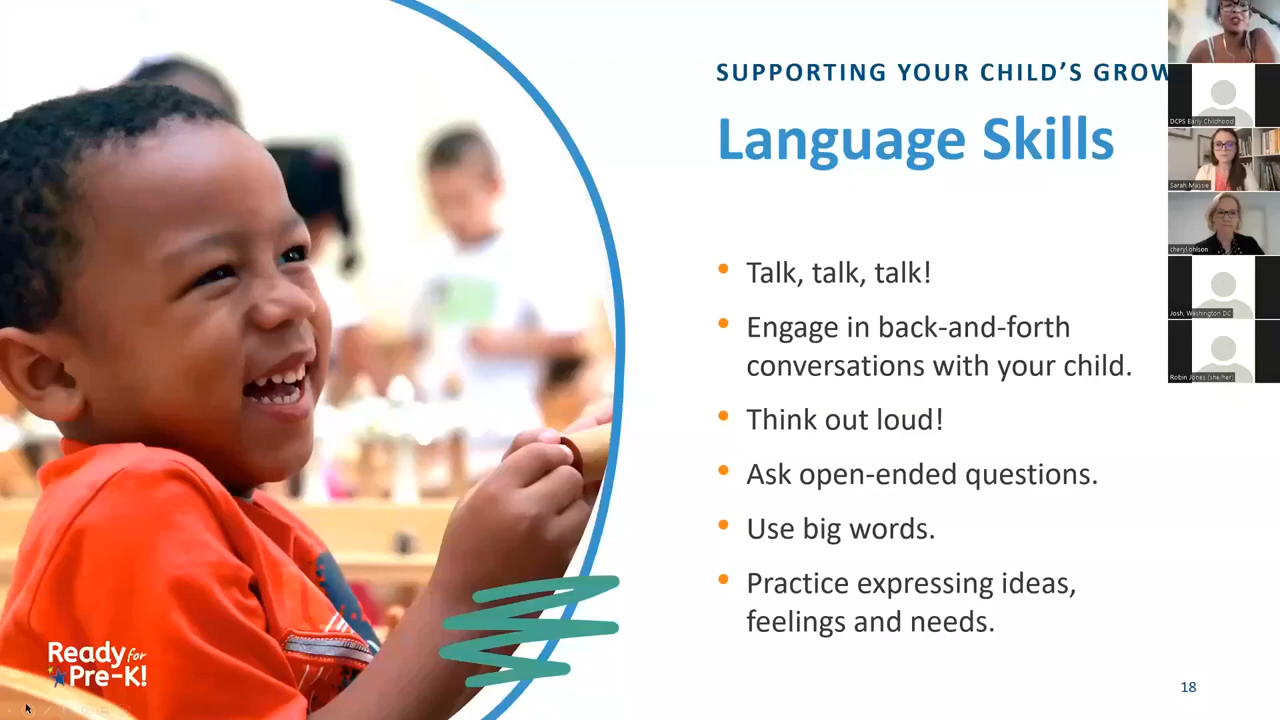 SUPPORTING YOUR CHILD’S GROW
Language Skills
• Talk, talk, talk!
• Engage in back-and-forth
conversations with your child.
• Think out loud!
• Ask open-ended questions.
• Use big words.
• Practice expressing ideas,
feelings and needs.
Ready for
Pre-K!
18
DCPS Early Childhood
Sarah Massie
cheryl.ohlson
Josh, Washington DC
Robin Jones (she/her)